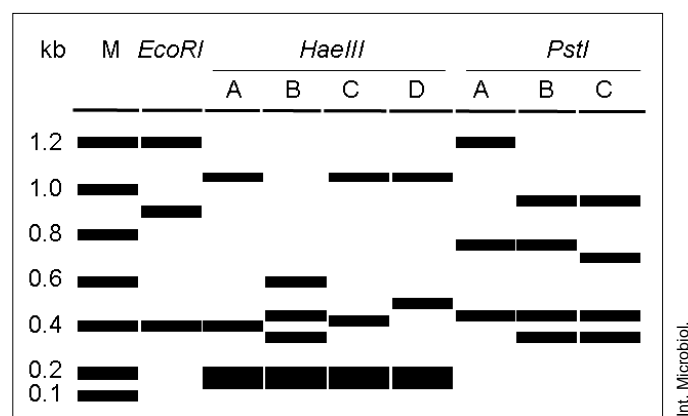 kb M EcoRI HaeIII PstI
A B C D A B C
1.2
1.0
0.8
0.6
0.4
0.2
0.1
Int. Microbiol.